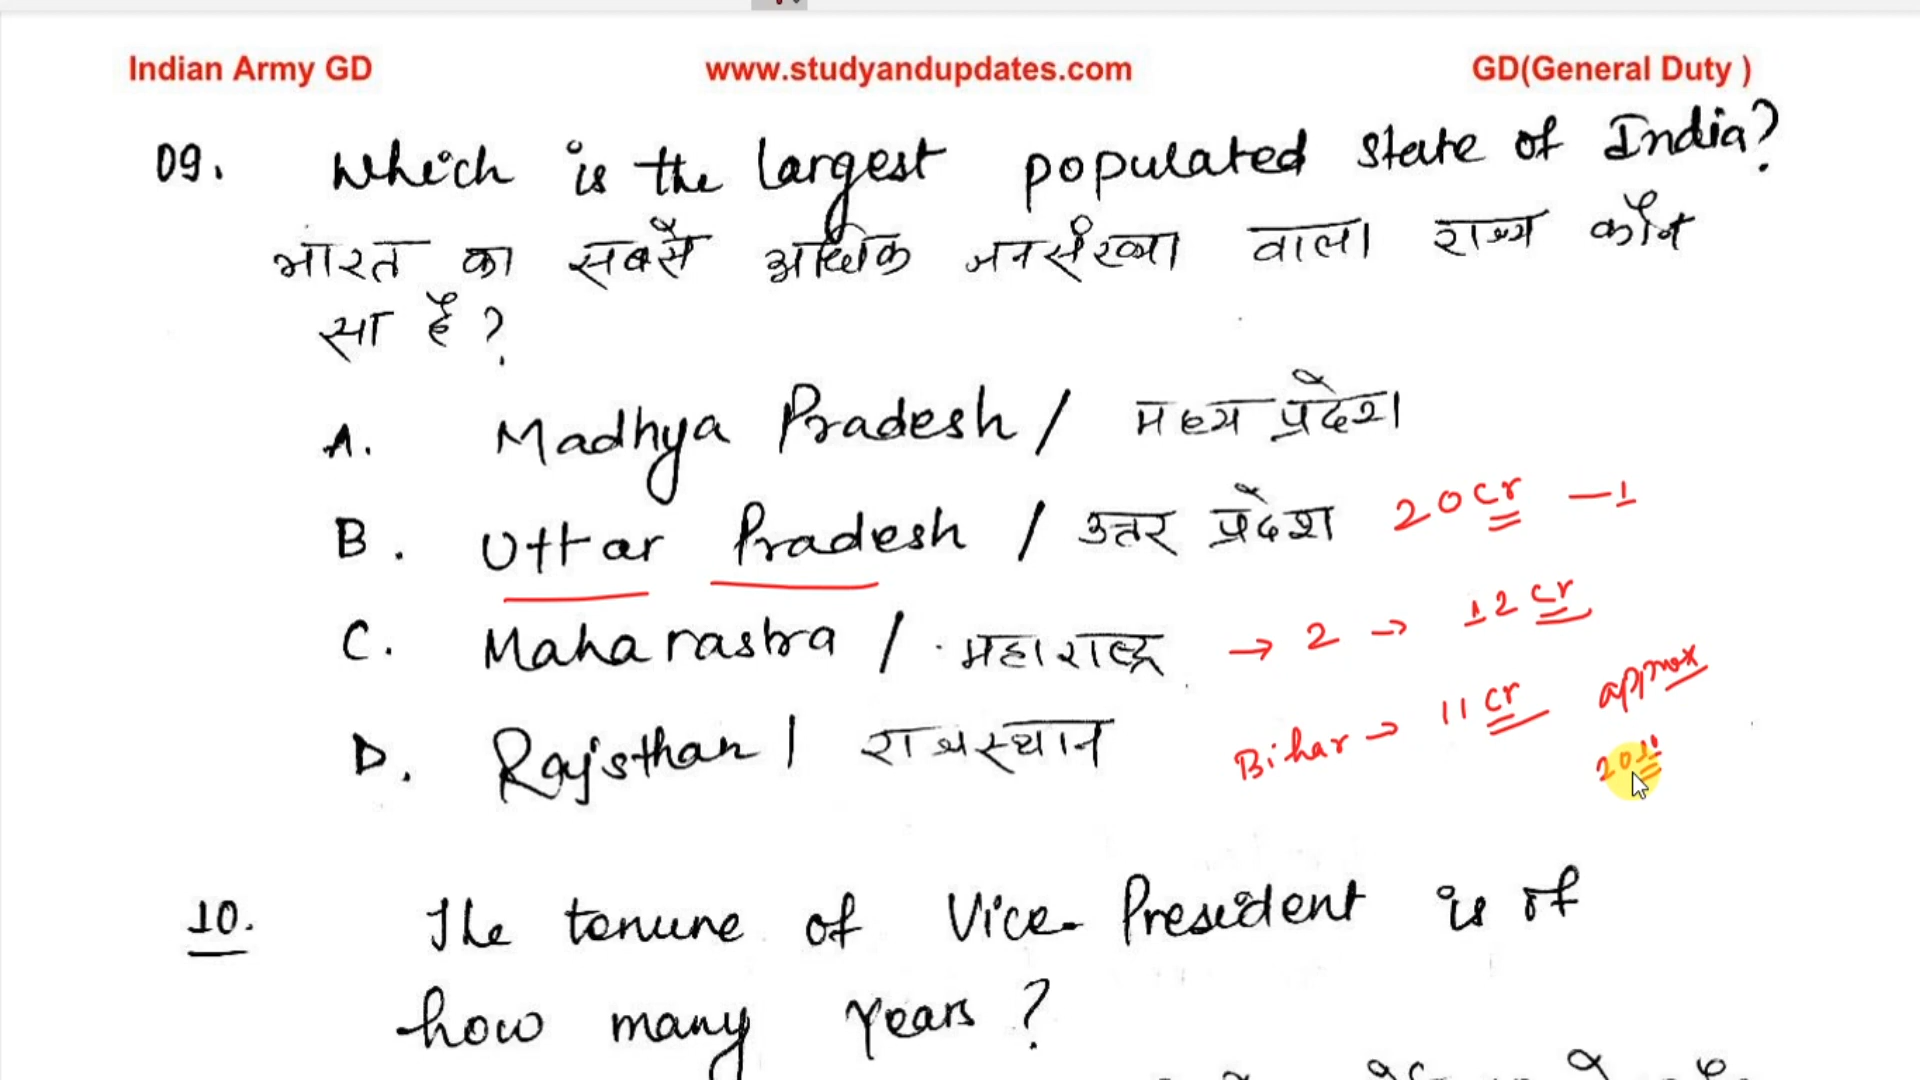 Indian Army GD www.studyandupdates.com GD(General Duty )
09. Which is the largest populated state of India?
भारत का सबसे अधिक जनसंख्या वाला राज्य कौन
सा है ?
A. Madhya Pradesh / मध्य प्रदेश
B. Uttar Pradesh / उत्तर प्रदेश 20 Cr — 1
C. Maharastra / महाराष्ट्र → 2 → 12 Cr
D. Rajsthan | राजस्थान Bihar → 11 Cr approx
2011
10. The tenure of Vice-President is of
how many years ?